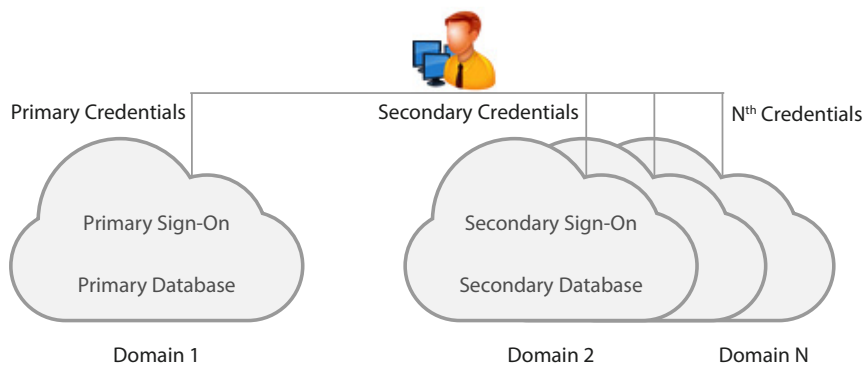 Primary Credentials
Secondary Credentials
Nth Credentials
Primary Sign-On
Primary Database
Secondary Sign-On
Secondary Database
Domain 1
Domain 2
Domain N